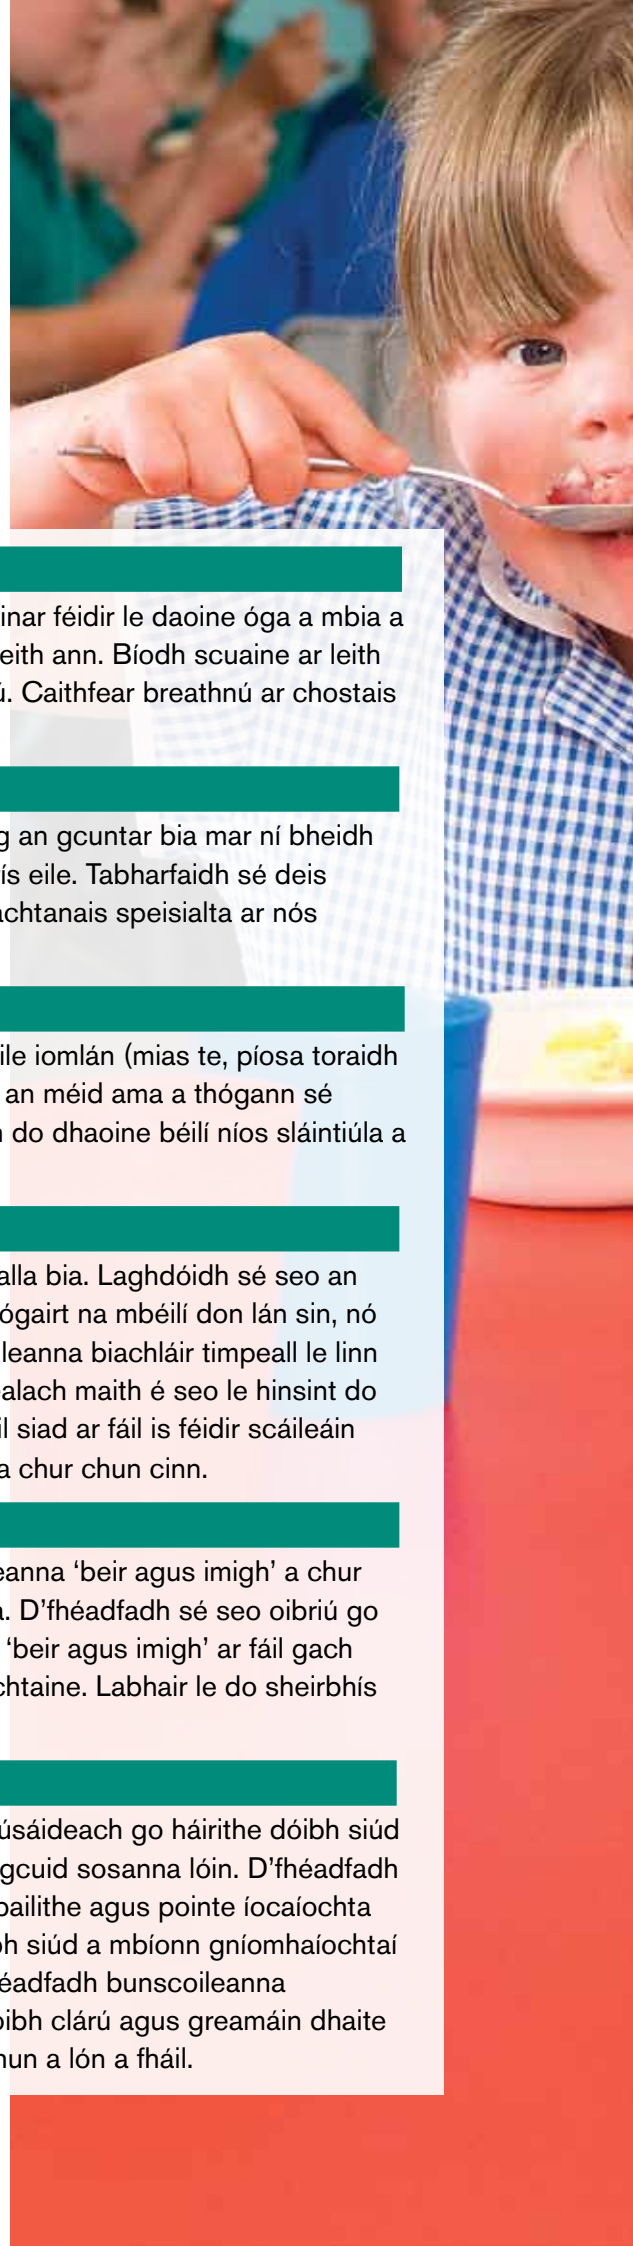 inar féidir le daoine óga a mbia a
eith ann. Bíodh scuaine ar leith
ú. Caithfear breathnú ar chostais
g an gcuntar bia mar ní bheidh
ís eile. Tabharfaidh sé deis
achtanais speisialta ar nós
ile iomlán (mias te, píosa toraidh
an méid ama a thógann sé
do dhaoine béilí níos sláintiúla a
alla bia. Laghdóidh sé seo an
ógairt na mbéilí don lán sin, nó
leanna biachláir timpeall le linn
ealach maith é seo le hinsint do
il siad ar fáil is féidir scáileáin
a chur chun cinn.
eanna ‘beir agus imigh’ a chur
a. D’fhéadfadh sé seo oibriú go
‘beir agus imigh’ ar fáil gach
chtaine. Labhair le do sheirbhís
úsáideach go háirithe dóibh siúd
gcuid sosanna lóin. D’fhéadfadh
bailithe agus pointe íocaíochta
bh siúd a mbíonn gníomhaíochtaí
éadfadh bunscoileanna
oibh clárú agus greamáin dhaite
hun a lón a fháil.